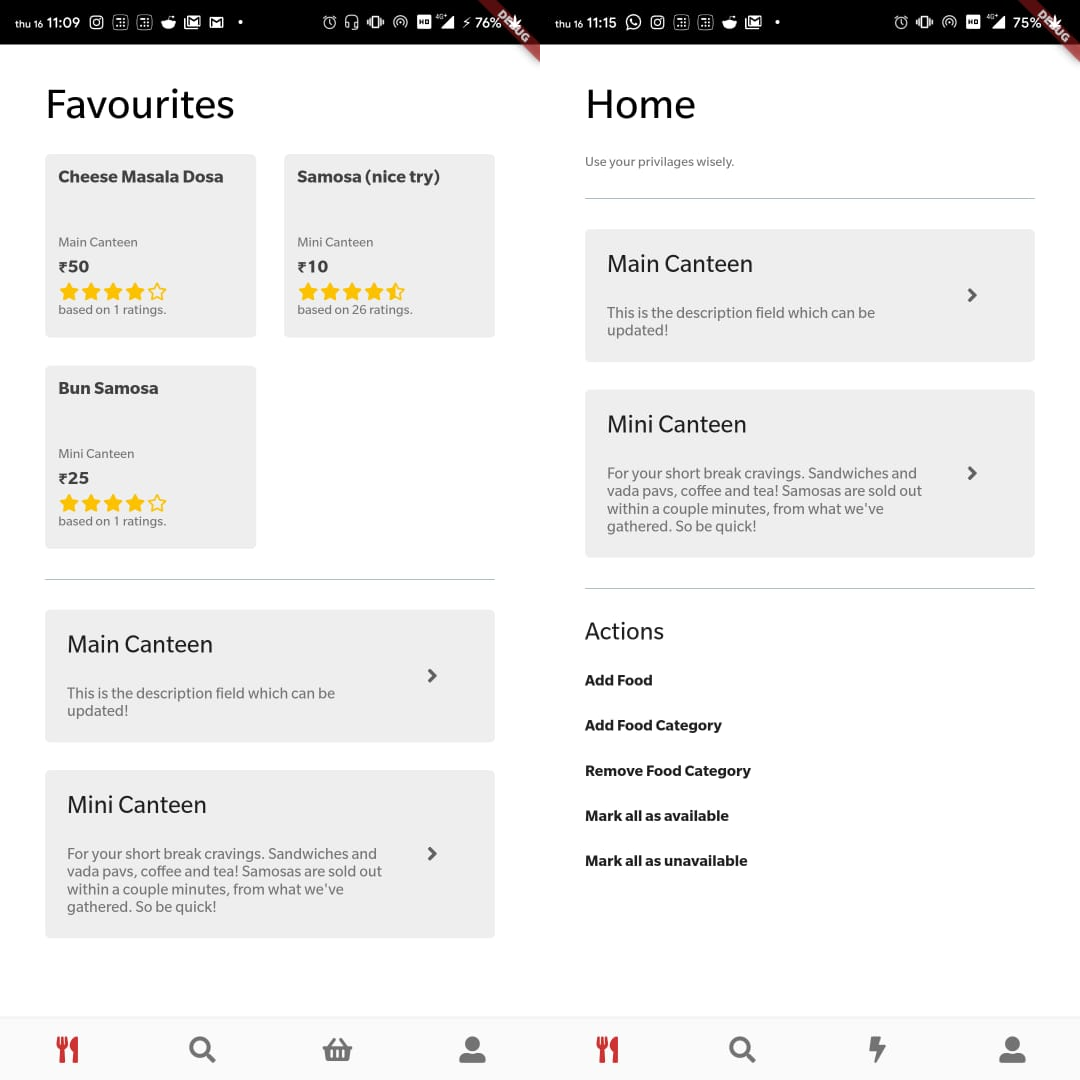 thu 16 11:09
HD 4G+ 76%
DEBUG
Favourites
Cheese Masala Dosa
Main Canteen
₹50
based on 1 ratings.
Samosa (nice try)
Mini Canteen
₹10
based on 26 ratings.
Bun Samosa
Mini Canteen
₹25
based on 1 ratings.
Main Canteen
This is the description field which can be
updated!
Mini Canteen
For your short break cravings. Sandwiches and
vada pavs, coffee and tea! Samosas are sold out
within a couple minutes, from what we've
gathered. So be quick!
thu 16 11:15
HD 4G+ 75%
DEBUG
Home
Use your privilages wisely.
Main Canteen
This is the description field which can be
updated!
Mini Canteen
For your short break cravings. Sandwiches and
vada pavs, coffee and tea! Samosas are sold out
within a couple minutes, from what we've
gathered. So be quick!
Actions
Add Food
Add Food Category
Remove Food Category
Mark all as available
Mark all as unavailable